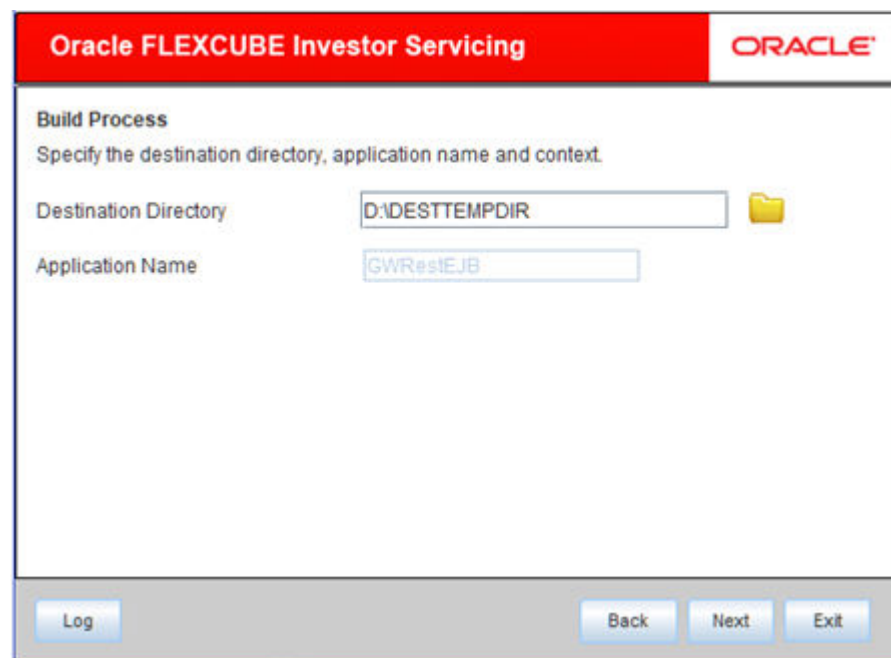 Oracle FLEXCUBE Investor Servicing
ORACLE
Build Process
Specify the destination directory, application name and context.
Destination Directory
D:\DESTTEMPDIR
Application Name
GWRestEJB
Log
Back
Next
Exit